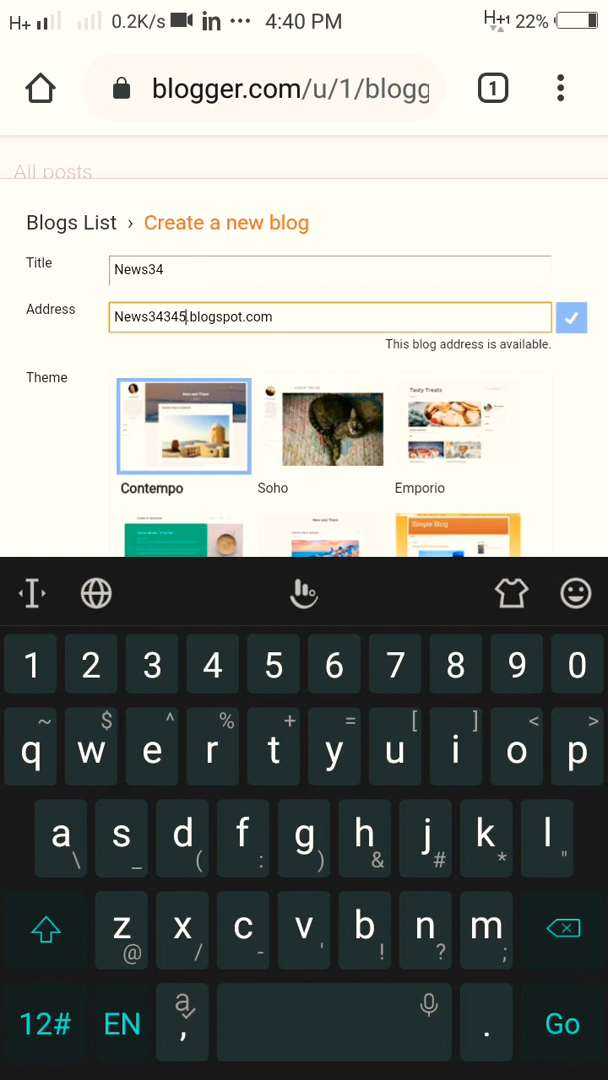 H+ 0.2K/s in ••• 4:40 PM H+1 22%
blogger.com/u/1/blogg 1
All posts
Blogs List › Create a new blog
Title News34
Address News34345.blogspot.com
This blog address is available.
Theme
Tasty Treats
Contempo Soho Emporio
Simple Blog
1 2 3 4 5 6 7 8 9 0
~ $ ^ % + = [ ] < >
q w e r t y u i o p
a s d f g h j k l
\ _ ( : ) & # * "
z x c v b n m
@ / - ' ! ? ;
12# EN a , . Go